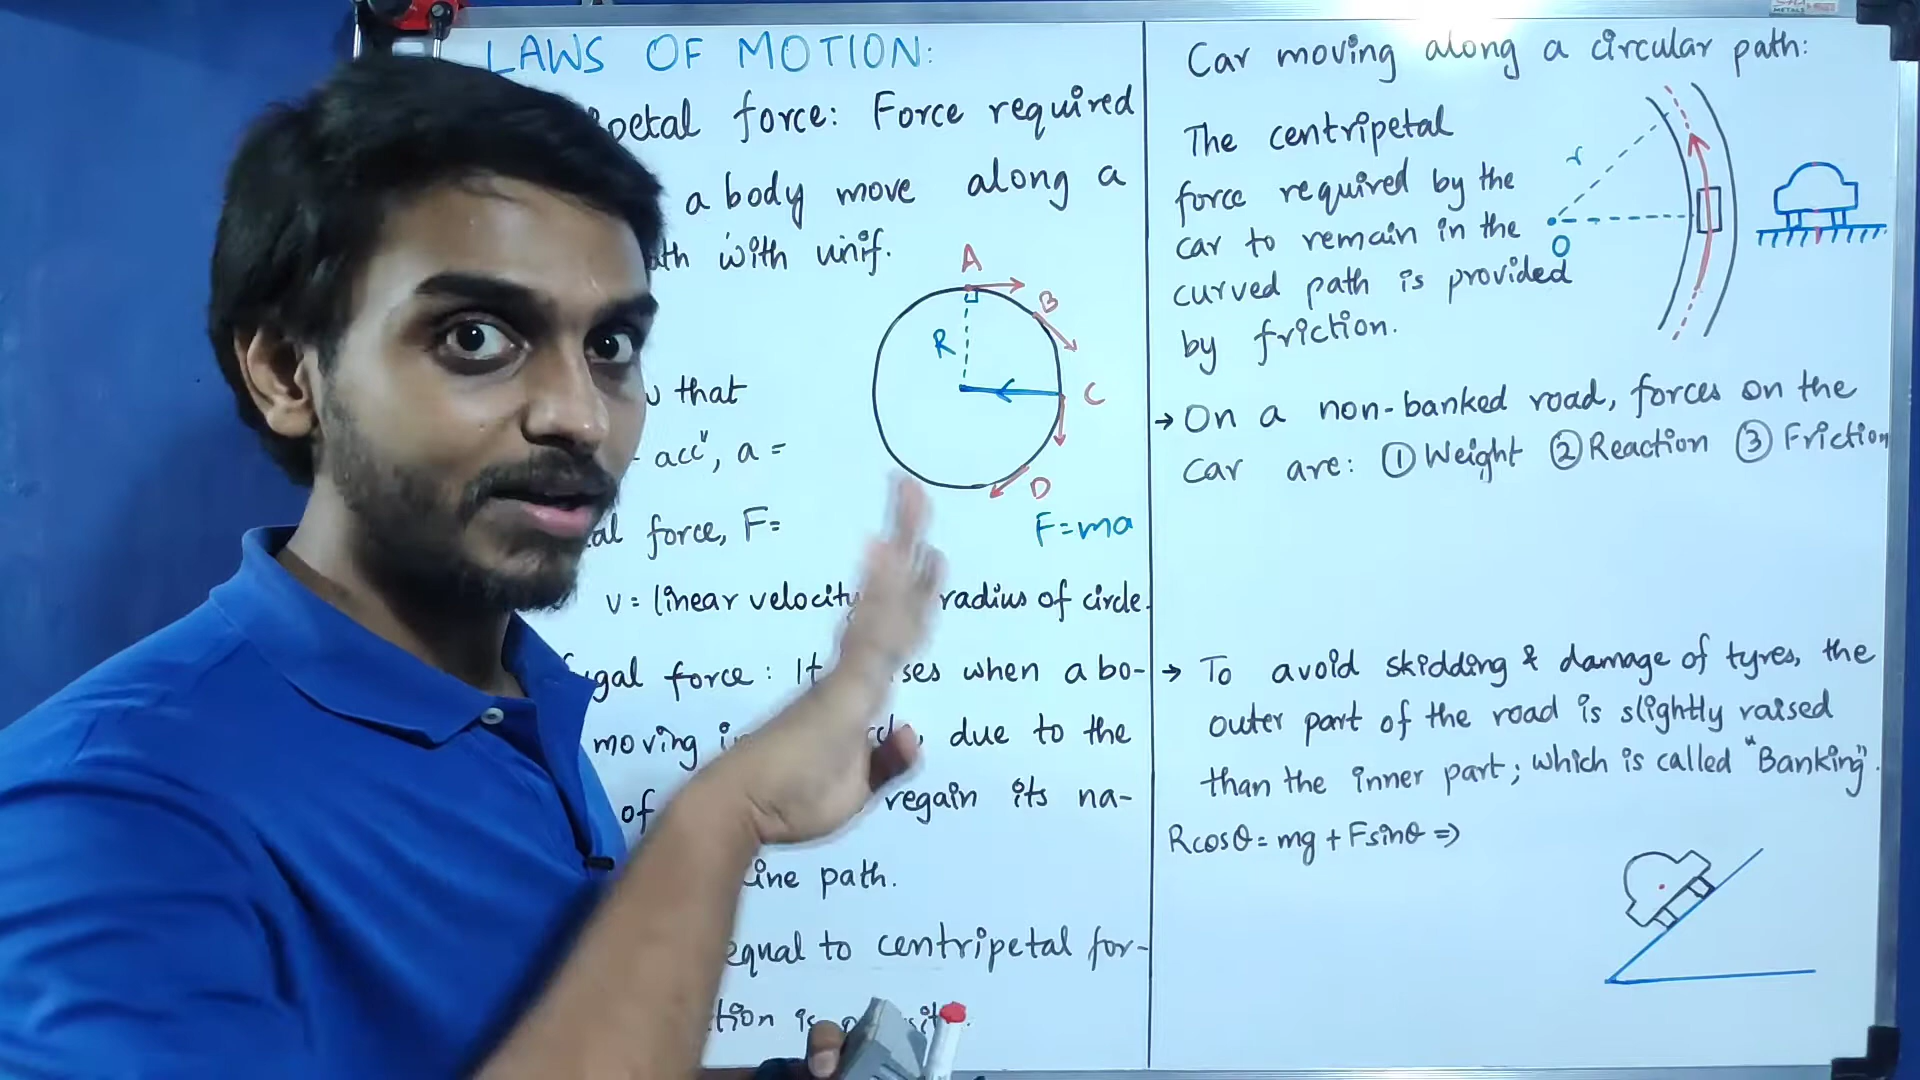 LAWS OF MOTION:
petal force: Force required
a body move along a
ath with unif.
A
B
R
that
C
accⁿ, a =
D
al force, F=
F=ma
v = linear velocity radius of circle.
gal force: It ses when a bo-
moving in due to the
of regain its na-
line path.
equal to centripetal for-
tion is
Car moving along a circular path:
The centripetal
force required by the
car to remain in the
curved path is provided
by friction.
r
O
→ On a non-banked road, forces on the
car are: ① Weight ② Reaction ③ Friction
→ To avoid skidding & damage of tyres, the
outer part of the road is slightly raised
than the inner part; which is called "Banking".
Rcosθ = mg + Fsinθ ⇒